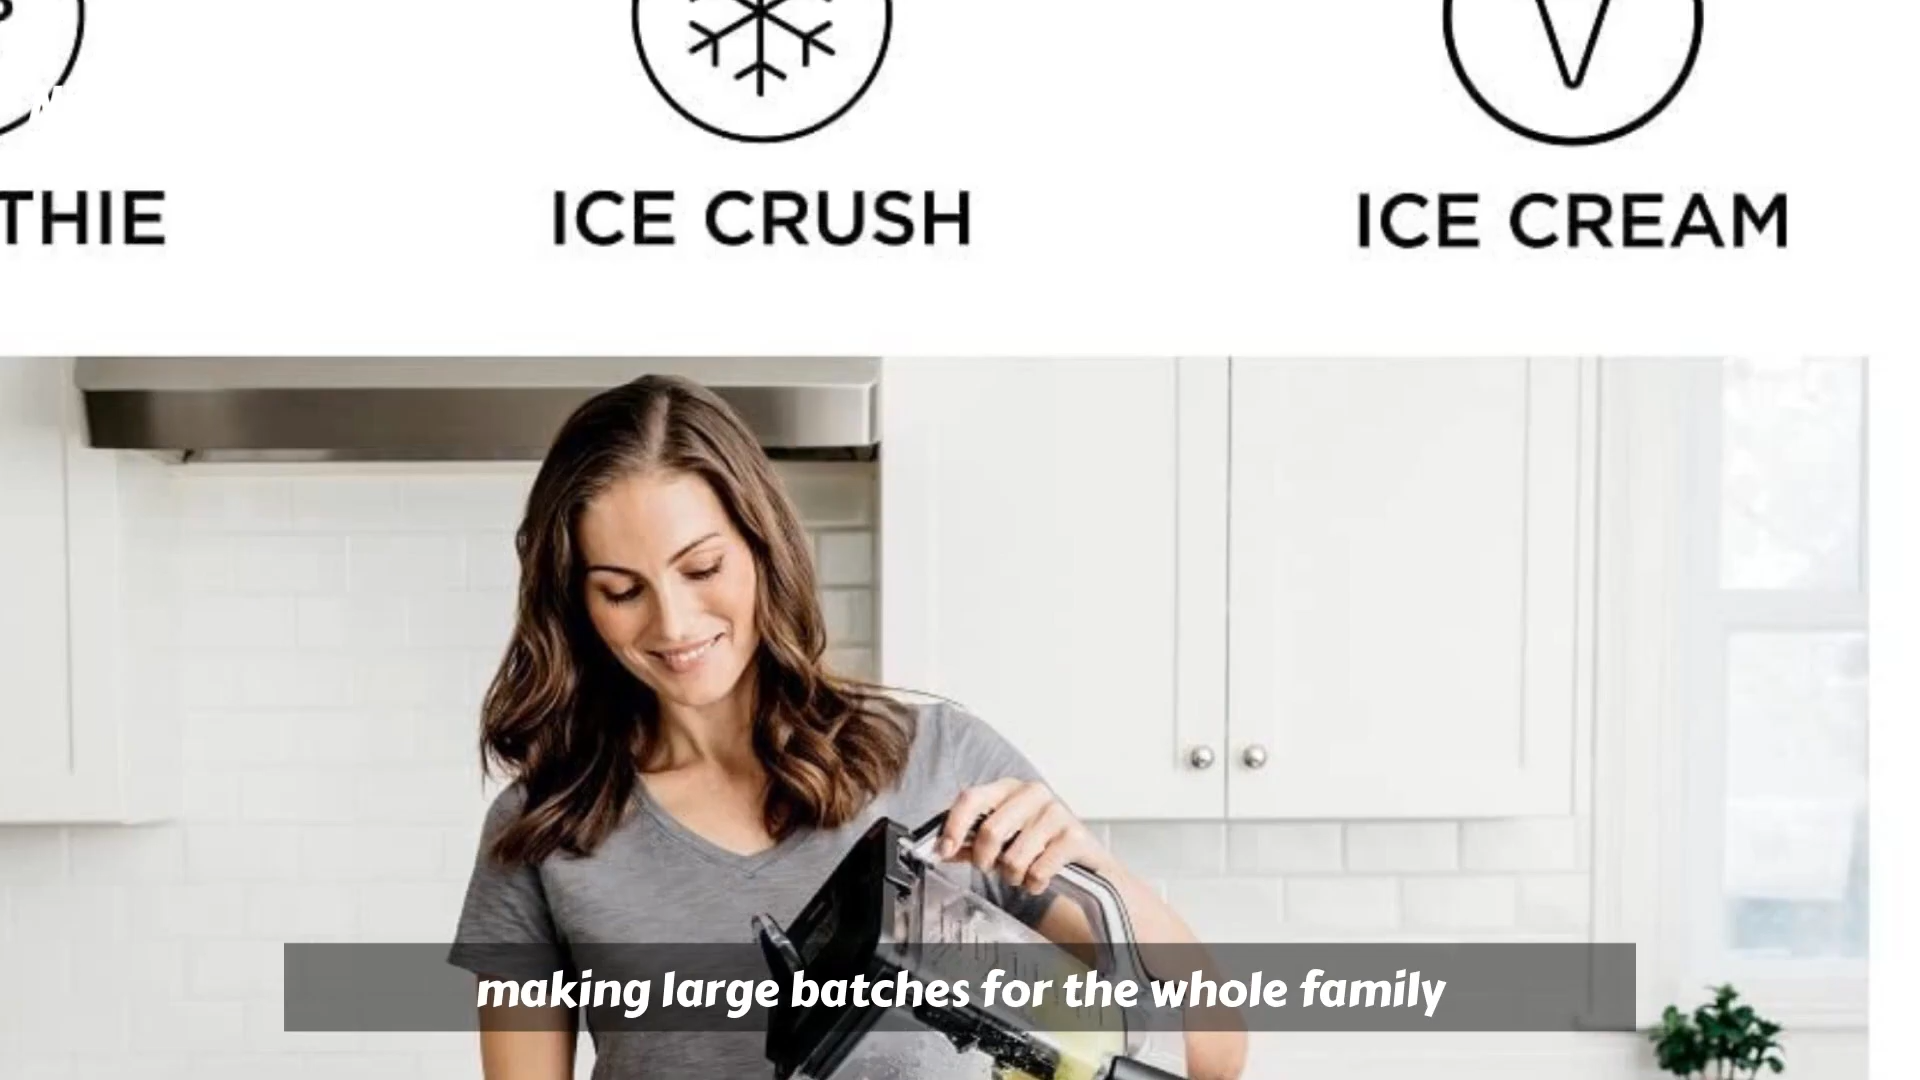 THIE ICE CRUSH ICE CREAM
making large batches for the whole family